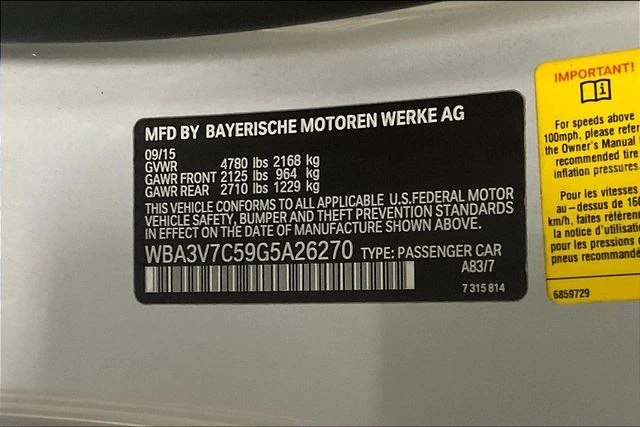 MFD BY BAYERISCHE MOTOREN WERKE AG
09/15
GVWR 4780 lbs 2168 kg
GAWR FRONT 2125 lbs 964 kg
GAWR REAR 2710 lbs 1229 kg
THIS VEHICLE CONFORMS TO ALL APPLICABLE U.S.FEDERAL MOTOR
VEHICLE SAFETY, BUMPER AND THEFT PREVENTION STANDARDS
IN EFFECT ON THE DATE OF MANUFACTURE SHOWN ABOVE.
WBA3V7C59G5A26270 TYPE: PASSENGER CAR
A83/7
7 315 814
IMPORTANT!
For speeds above
100mph, please refer
the Owner's Manual
recommended tire
inflation pressures.
Pour les vitesses
au-dessus de 160
km/h, faites
la notice
pour les pressions
pneus
6859729